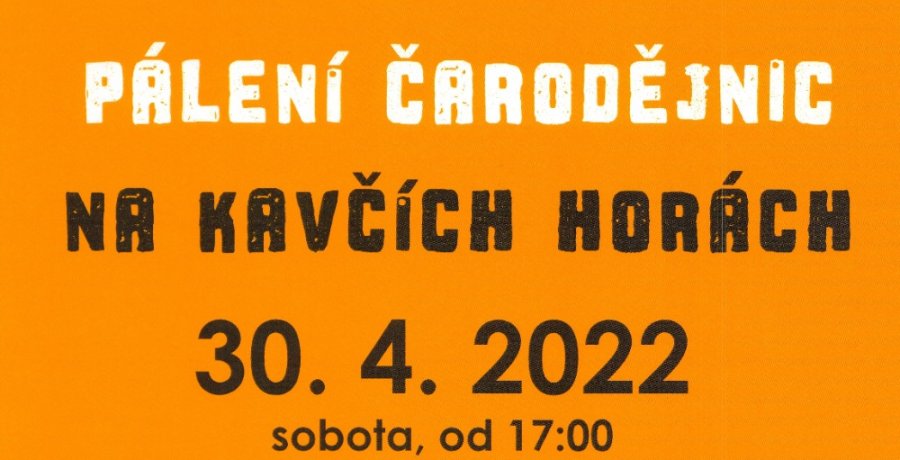 PÁLENÍ ČARODĚJNIC
NA KAVČÍCH HORÁCH
30. 4. 2022
sobota, od 17:00